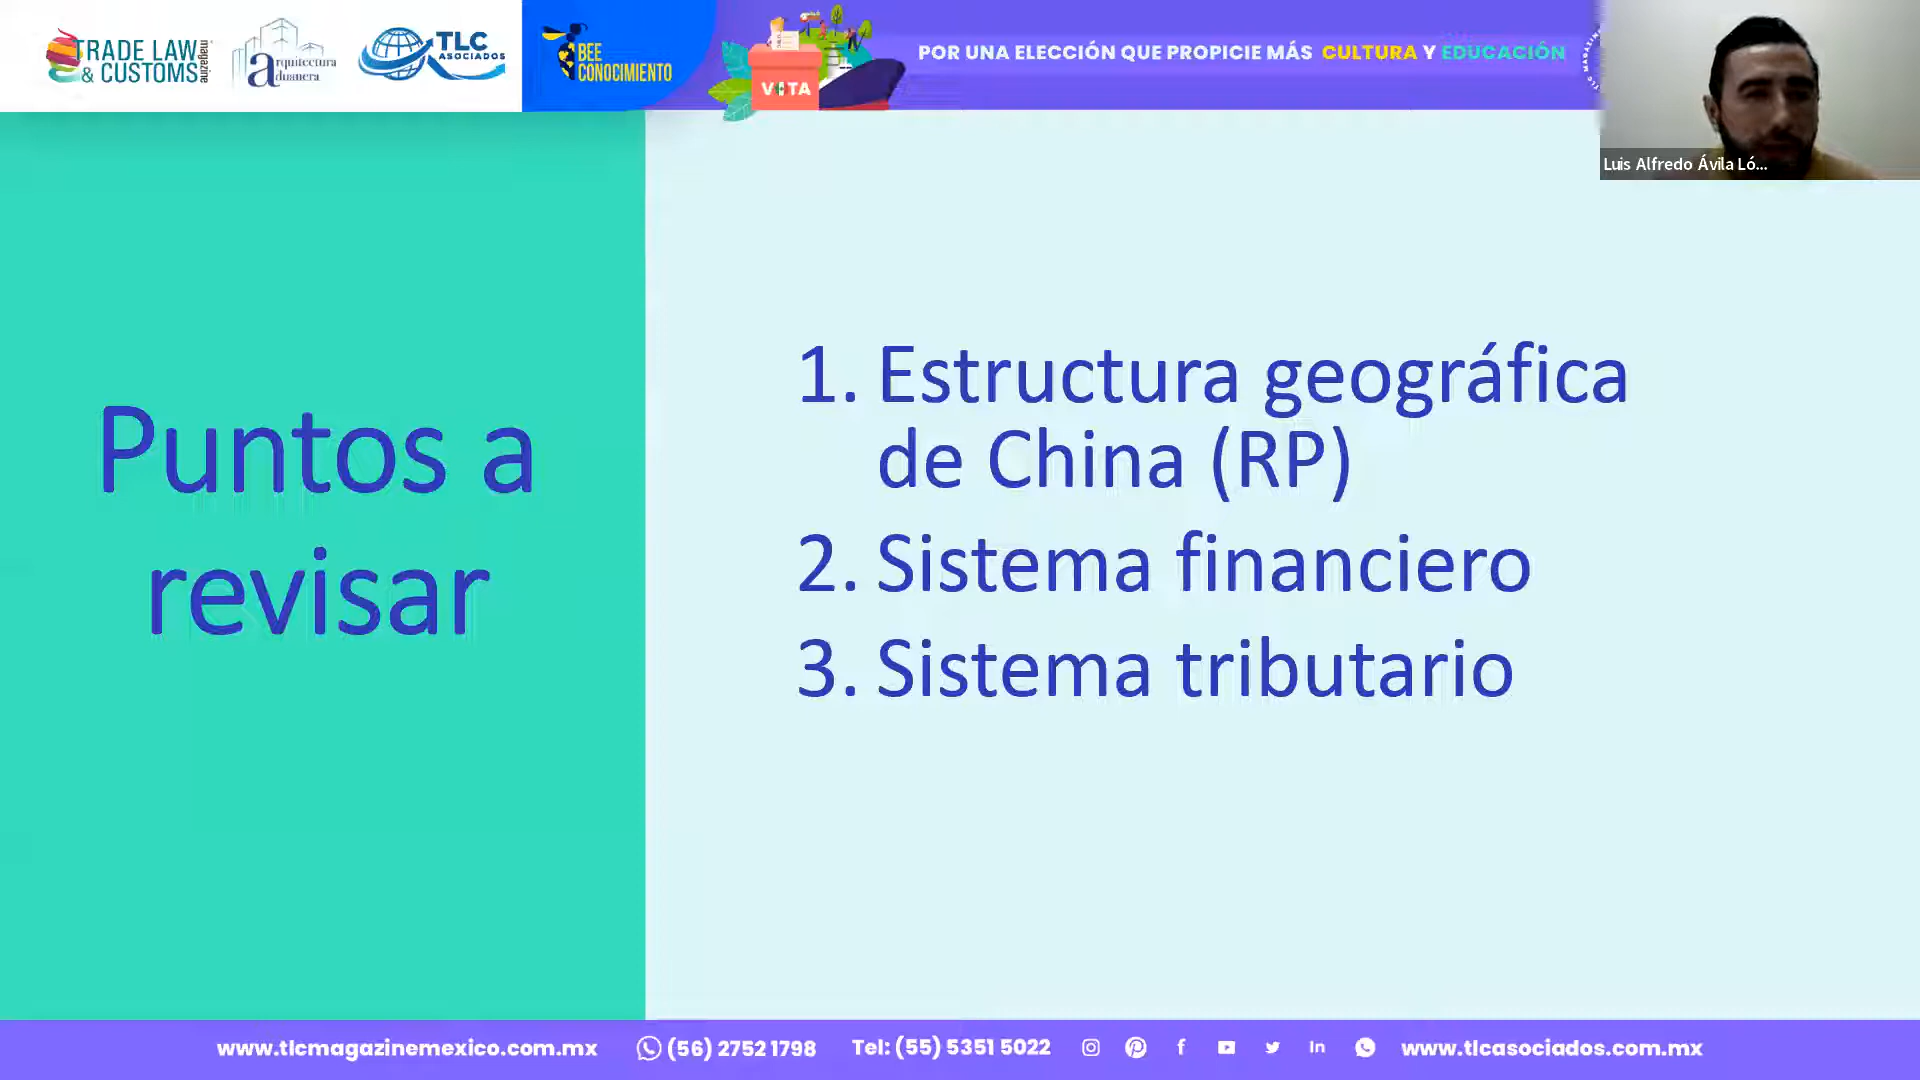 TRADE LAW
& CUSTOMS
magazine
arquitectura
aduanera
TLC
ASOCIADOS
BEE
CONOCIMIENTO
VOTA
POR UNA ELECCIÓN QUE PROPICIE MÁS CULTURA Y EDUCACIÓN
Luis Alfredo Ávila Ló...
Puntos a
revisar
1. Estructura geográfica
de China (RP)
2. Sistema financiero
3. Sistema tributario
www.tlcmagazinemexico.com.mx
(56) 2752 1798
Tel: (55) 5351 5022
www.tlcasociados.com.mx